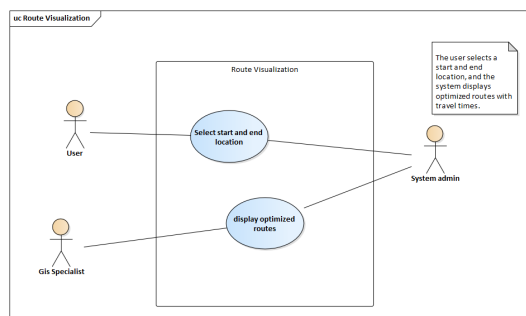 uc Route Visualization
Route Visualization
The user selects a
start and end
location, and the
system displays
optimized routes with
travel times.
Select start and end
location
User
System admin
display optimized
routes
Gis Specialist